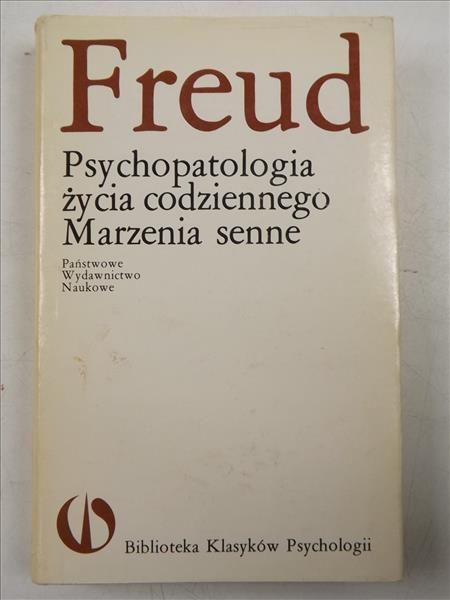 Freud
Psychopatologia
życia codziennego
Marzenia senne
Państwowe
Wydawnictwo
Naukowe
Biblioteka Klasyków Psychologii